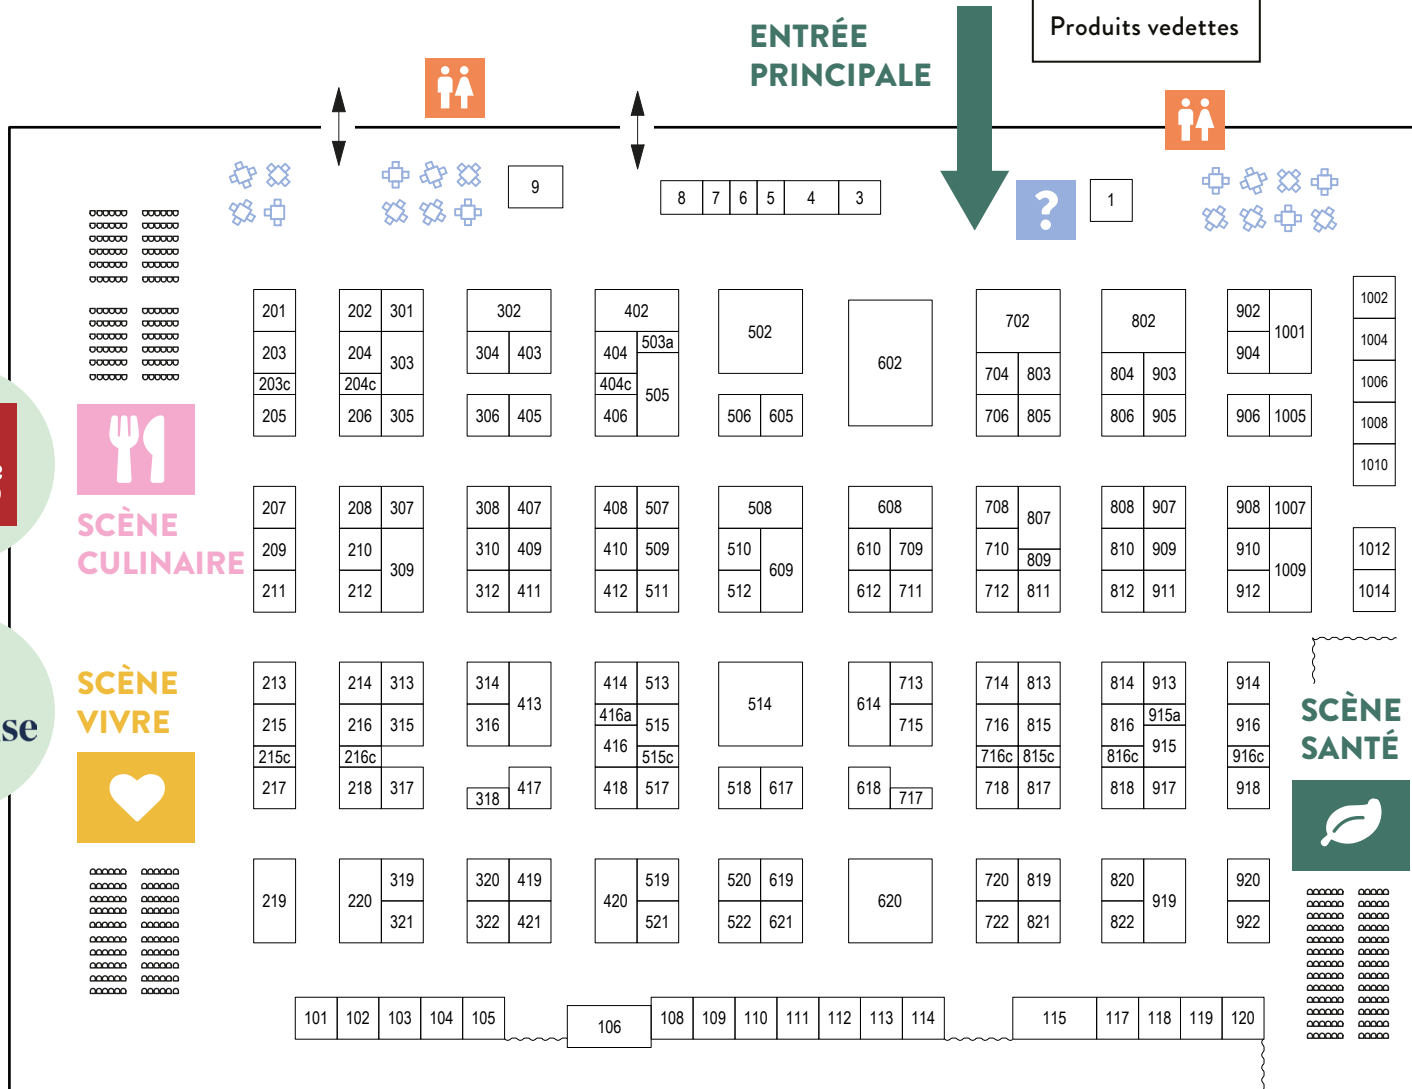 Produits vedettes
ENTRÉE
PRINCIPALE
9
8 7 6 5 4 3
?
1
201 202 301 302 402 502 602 702 802 902 1001 1002
203 204 303 304 403 404 503a 505 904 1004
203c 204c 404c 704 803 804 903 1006
205 206 305 306 405 406 506 605 706 805 806 905 906 1005 1008
1010
SCÈNE
CULINAIRE
207 208 307 308 407 408 507 508 608 708 807 808 907 908 1007
209 210 309 310 409 410 509 510 609 610 709 710 809 810 909 910 1009 1012
211 212 312 411 412 511 512 612 711 712 811 812 911 912 1014
SCÈNE
VIVRE
213 214 313 314 413 414 513 514 614 713 714 813 814 913 914
215 216 315 316 416a 416 515 715 716 815 816 915a 915 916
215c 216c 515c 716c 815c 816c 916c
217 218 317 318 417 418 517 518 617 618 717 718 817 818 917 918
SCÈNE
SANTÉ
se
219 220 319 320 419 420 519 520 619 620 720 819 820 919 920
321 322 421 521 522 621 722 821 822 922
101 102 103 104 105 106 108 109 110 111 112 113 114 115 117 118 119 120